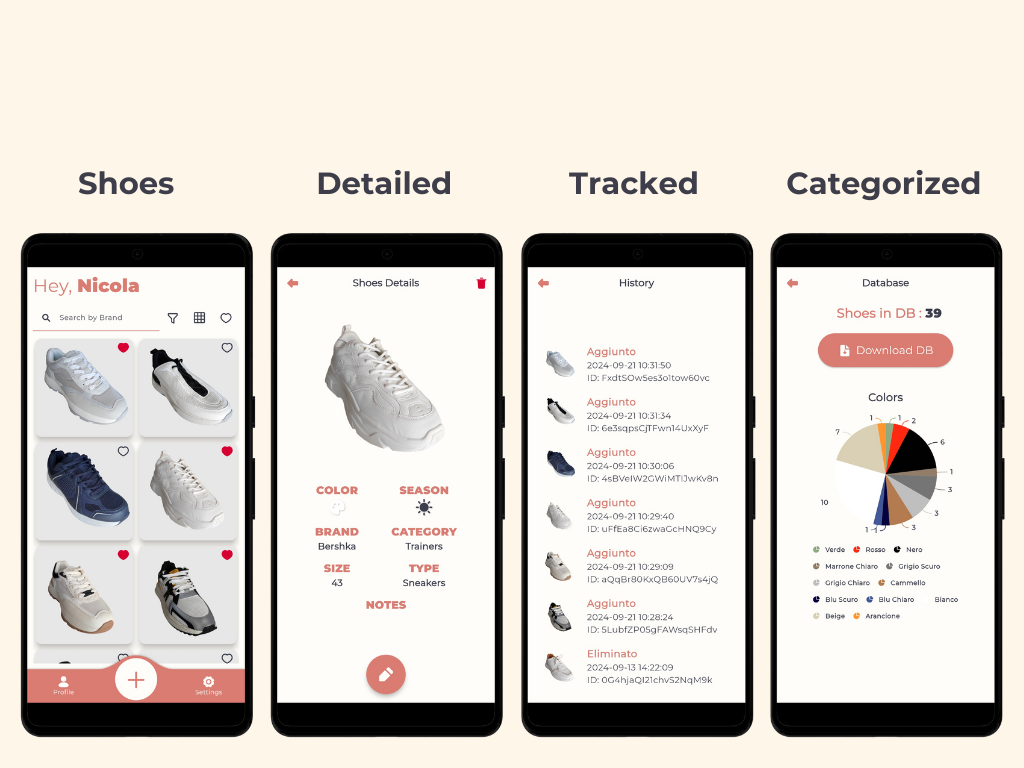 Shoes
Detailed
Tracked
Categorized
Hey, Nicola
Search by Brand
Profile
Settings
Shoes Details
COLOR
SEASON
BRAND
CATEGORY
Bershka
Trainers
SIZE
TYPE
43
Sneakers
NOTES
History
Aggiunto
2024-09-21 10:31:50
ID: FxdtSOw5es3o1tow60vc
Aggiunto
2024-09-21 10:31:34
ID: 6e3sqpsCjTFwn14UxXyF
Aggiunto
2024-09-21 10:30:06
ID: 4sBVeIW2GWiMTIJwKv8n
Aggiunto
2024-09-21 10:29:40
ID: uFfEa8Ci6zwaGcHNQ9Cy
Aggiunto
2024-09-21 10:29:09
ID: aQqBr80KxQB60UV7s4jQ
Aggiunto
2024-09-21 10:28:24
ID: 5LubfZP05gFAWsqSHFdv
Eliminato
2024-09-13 14:22:09
ID: 0G4hjaQI21chvS2NqM9k
Database
Shoes in DB : 39
Download DB
Colors
1
1
2
7
6
1
3
10
3
3
1
1
Verde Rosso Nero
Marrone Chiaro Grigio Scuro
Grigio Chiaro Cammello
Blu Scuro Blu Chiaro Bianco
Beige Arancione